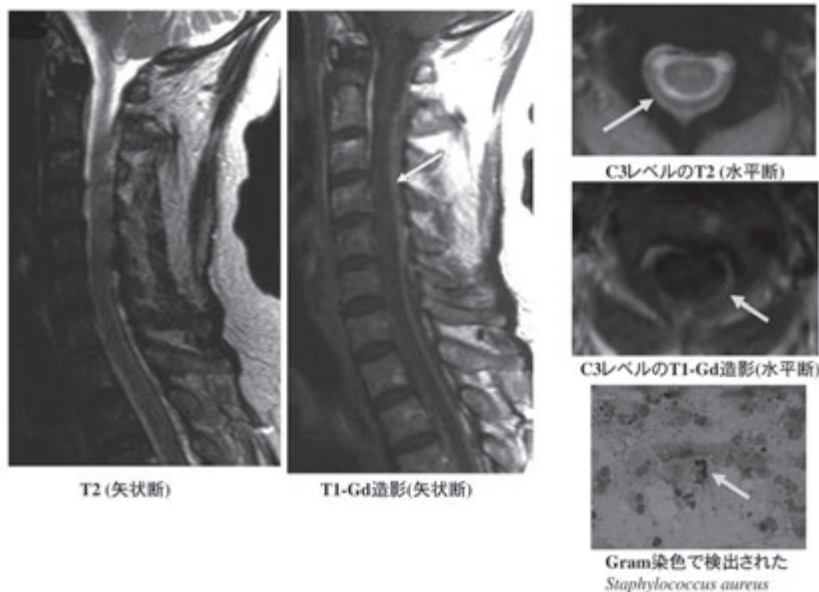 T2 (矢状断)
T1-Gd造影(矢状断)
C3レベルのT2 (水平断)
C3レベルのT1-Gd造影(水平断)
Gram染色で検出された
Staphylococcus aureus